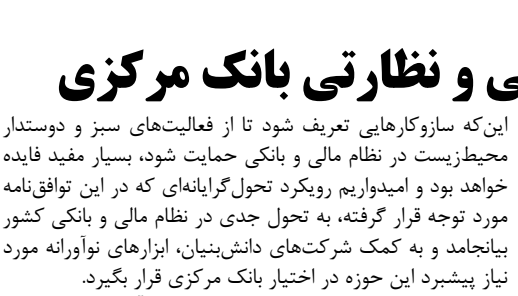 و نظارتی بانک مرکزی
این‌که سازوکارهایی تعریف شود تا از فعالیت‌های سبز و دوستدار
محیط‌زیست در نظام مالی و بانکی حمایت شود، بسیار مفید فایده
خواهد بود و امیدواریم رویکرد تحول‌گرایانه‌ای که در این توافق‌نامه
مورد توجه قرار گرفته، به تحول جدی در نظام مالی و بانکی کشور
بیانجامد و به کمک شرکت‌های دانش‌بنیان، ابزارهای نوآورانه مورد
نیاز پیشبرد این حوزه در اختیار بانک مرکزی قرار بگیرد.